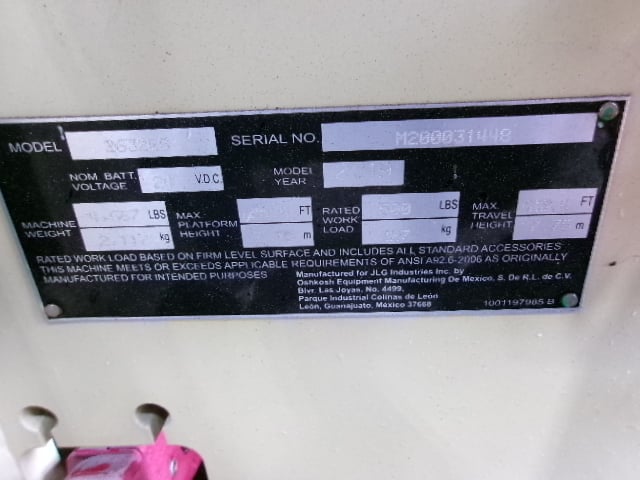 MODEL
SERIAL NO. M200031448
NOM BATT. VOLTAGE V.D.C.
MODEL YEAR
MACHINE WEIGHT LBS kg
MAX. PLATFORM HEIGHT FT m
RATED WORK LOAD LBS kg
MAX. TRAVEL HEIGHT FT m
RATED WORK LOAD BASED ON FIRM LEVEL SURFACE AND INCLUDES ALL STANDARD ACCESSORIES
THIS MACHINE MEETS OR EXCEEDS APPLICABLE REQUIREMENTS OF ANSI A92.6-2006 AS ORIGINALLY
MANUFACTURED FOR INTENDED PURPOSES
Manufactured for JLG Industries Inc. by
Oshkosh Equipment Manufacturing De Mexico, S. De R.L. de C.V.
Blvr. Las Joyas. No. 4499,
Parque Industrial Colinas de León
León, Guanajuato, México 37668
1001197985 B